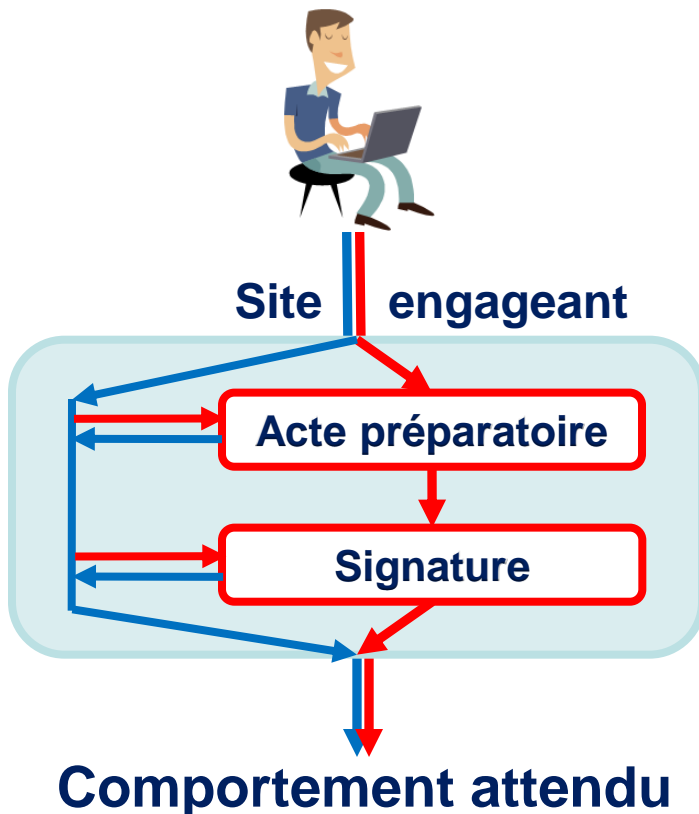 Site engageant
Acte préparatoire
Signature
Comportement attendu